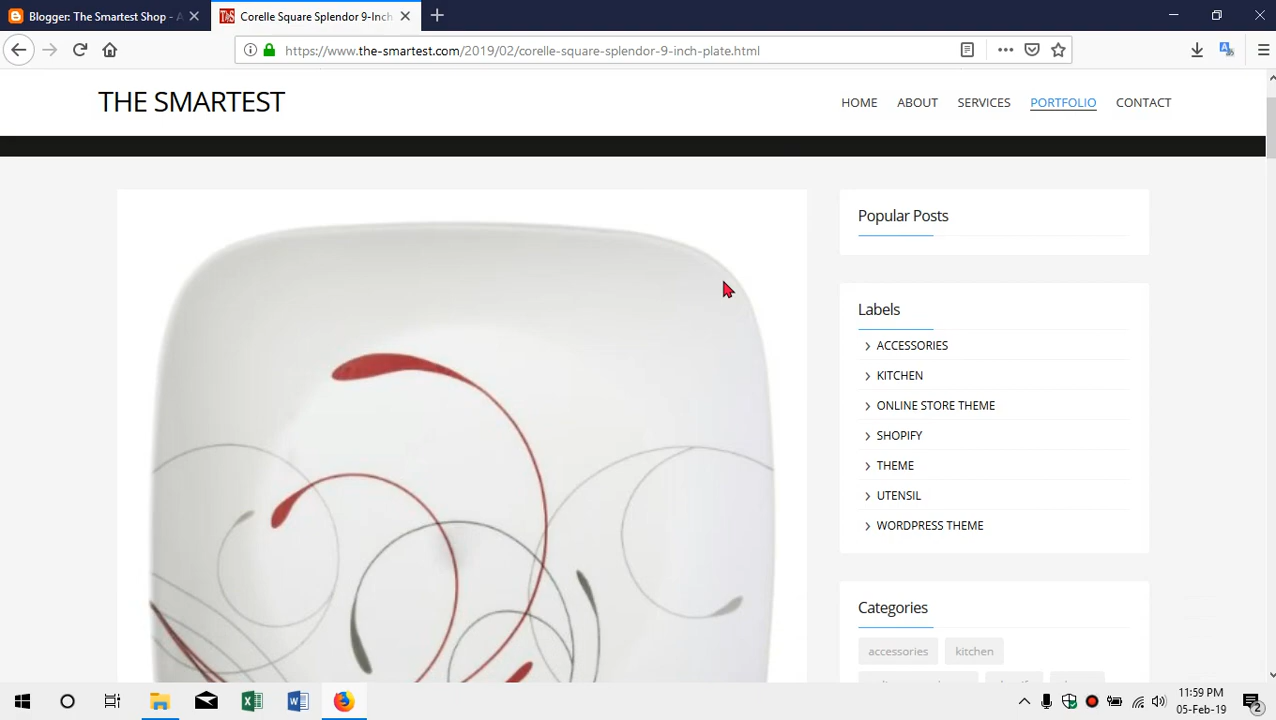 Blogger: The Smartest Shop - A
Corelle Square Splendor 9-Inch
https://www.the-smartest.com/2019/02/corelle-square-splendor-9-inch-plate.html
THE SMARTEST
HOME ABOUT SERVICES PORTFOLIO CONTACT
Popular Posts
Labels
ACCESSORIES
KITCHEN
ONLINE STORE THEME
SHOPIFY
THEME
UTENSIL
WORDPRESS THEME
Categories
accessories kitchen
11:59 PM
05-Feb-19
2